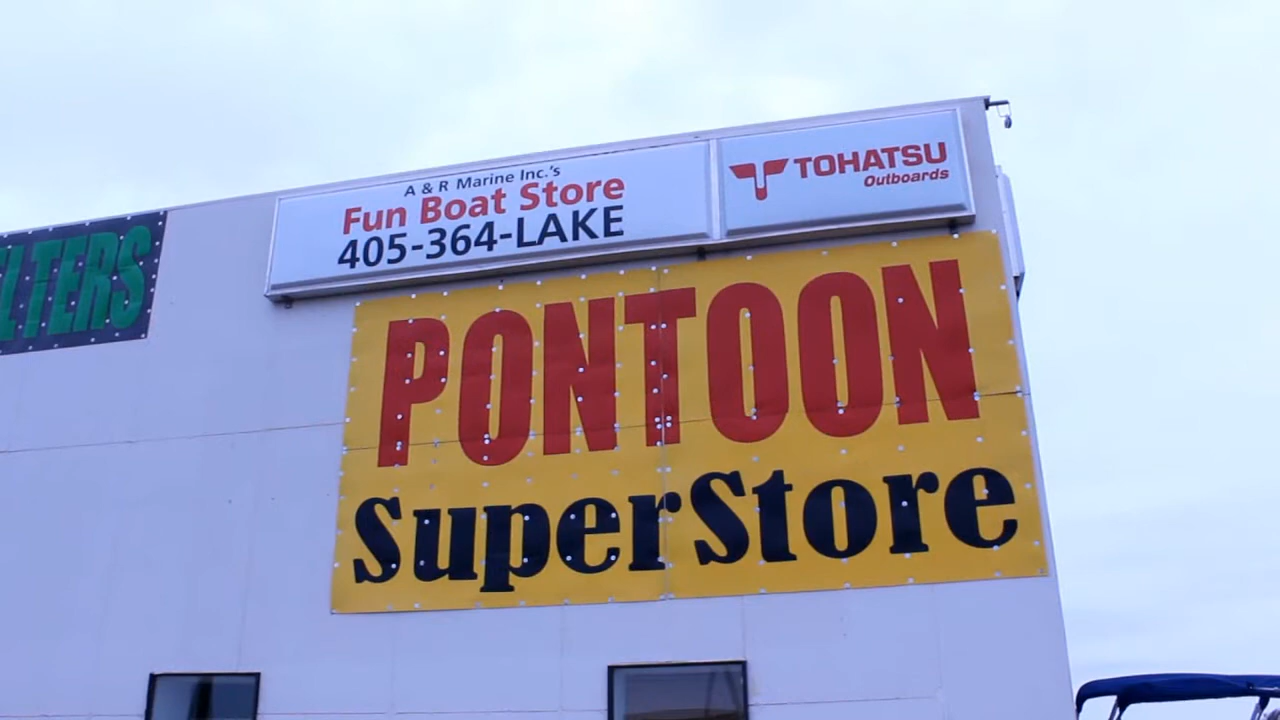 A & R Marine Inc.'s
Fun Boat Store
405-364-LAKE
TOHATSU
Outboards
PONTOON
SuperStore